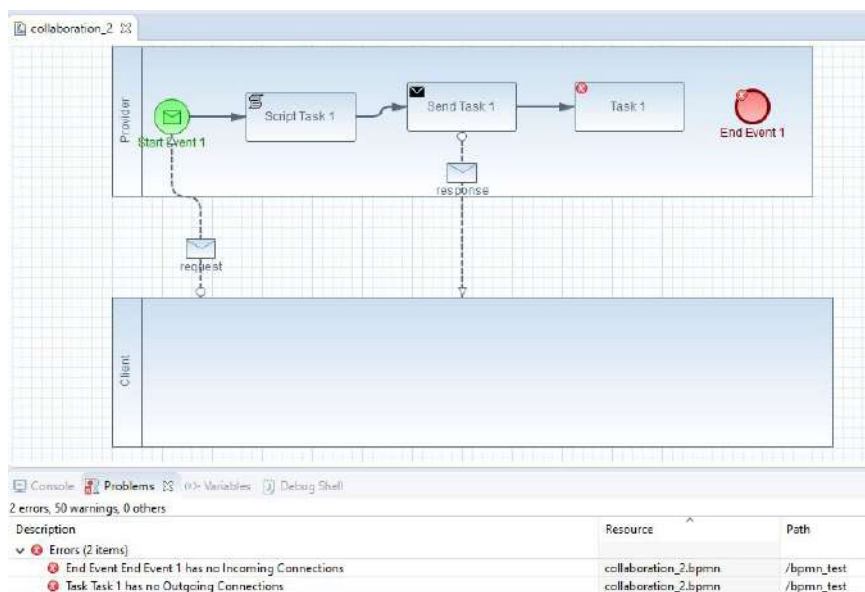 collaboration_2
Provider
Start Event 1
Script Task 1
Send Task 1
Task 1
End Event 1
response
request
Client
Console Problems (x)= Variables Debug Shell
2 errors, 50 warnings, 0 others
Description Resource Path
Errors (2 items)
End Event End Event 1 has no Incoming Connections collaboration_2.bpmn /bpmn_test
Task Task 1 has no Outgoing Connections collaboration_2.bpmn /bpmn_test